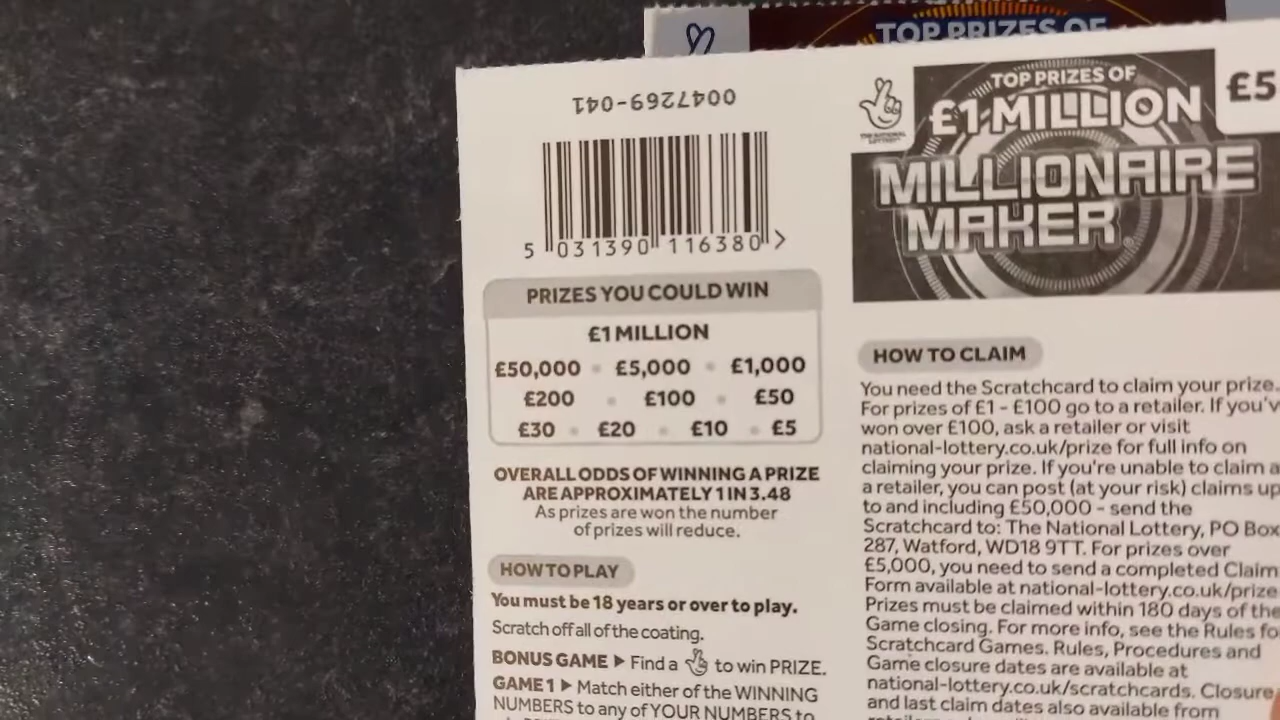 TOP PRIZES OF
0047269-041
5 031390 116380 >
PRIZES YOU COULD WIN
£1 MILLION
£50,000 • £5,000 • £1,000
£200 • £100 • £50
£30 • £20 • £10 • £5
OVERALL ODDS OF WINNING A PRIZE
ARE APPROXIMATELY 1 IN 3.48
As prizes are won the number
of prizes will reduce.
HOW TO PLAY
You must be 18 years or over to play.
Scratch off all of the coating.
BONUS GAME ▶ Find a to win PRIZE.
GAME 1 ▶ Match either of the WINNING
NUMBERS to any of YOUR NUMBERS to
THE NATIONAL
LOTTERY
TOP PRIZES OF
£1 MILLION
£5
MILLIONAIRE
MAKER
HOW TO CLAIM
You need the Scratchcard to claim your prize.
For prizes of £1 - £100 go to a retailer. If you'v
won over £100, ask a retailer or visit
national-lottery.co.uk/prize for full info on
claiming your prize. If you're unable to claim a
a retailer, you can post (at your risk) claims up
to and including £50,000 - send the
Scratchcard to: The National Lottery, PO Box
287, Watford, WD18 9TT. For prizes over
£5,000, you need to send a completed Claim
Form available at national-lottery.co.uk/prize
Prizes must be claimed within 180 days of the
Game closing. For more info, see the Rules fo
Scratchcard Games. Rules, Procedures and
Game closure dates are available at
national-lottery.co.uk/scratchcards. Closure
and last claim dates also available from